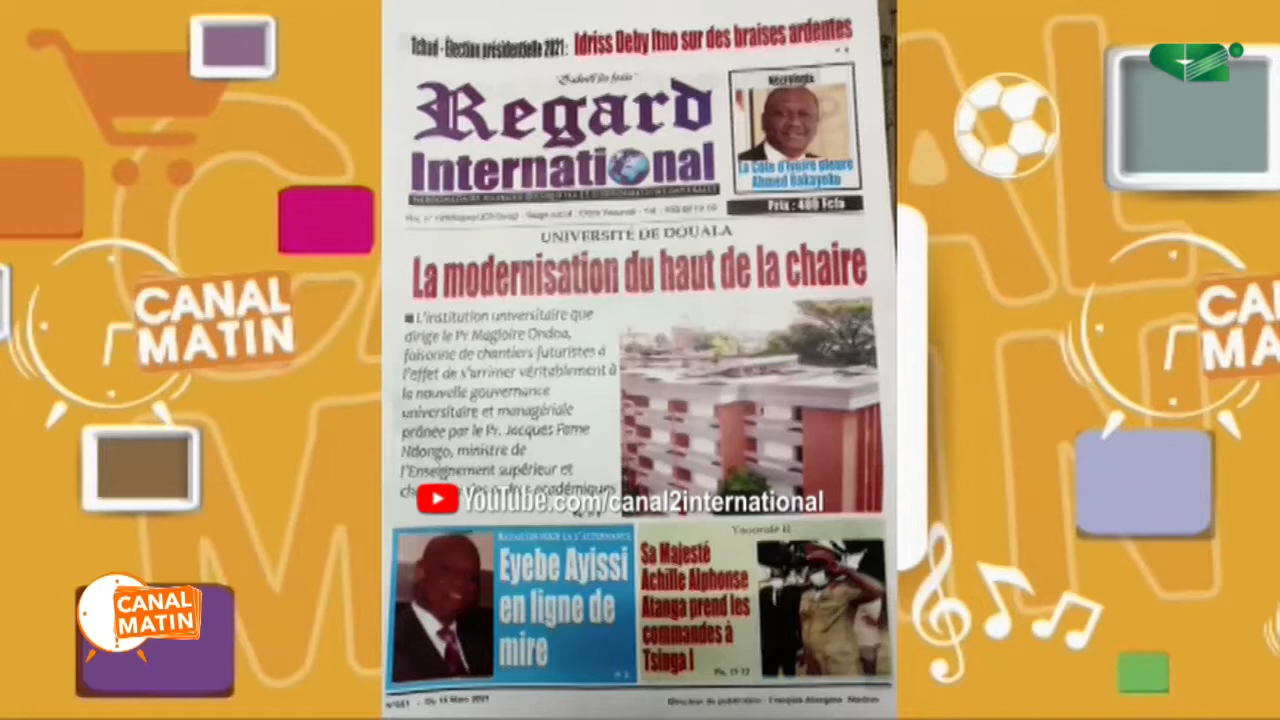 Tchad - Élection présidentielle 2021 : Idriss Deby Itno sur des braises ardentes
Regard
International
Nécrologie
La Côte d'Ivoire pleure
Ahmed Bakayoko
Prix : 400 Fcfa
UNIVERSITÉ DE DOUALA
La modernisation du haut de la chaire
L'institution universitaire que
dirige le Pr Magloire Ondoa,
foisonne de chantiers futuristes à
l'effet de s'arrimer véritablement à
la nouvelle gouvernance
universitaire et managériale
prônée par le Pr. Jacques Fame
Ndongo, ministre de
l'Enseignement supérieur et
académiques
YouTube.com/canal2international
Eyebe Ayissi
en ligne de
mire
Yaoundé II
Sa Majesté
Achille Alphonse
Atanga prend les
commandes à
Tsinga I
CANAL
MATIN
CANAL
MATIN
CA
MA